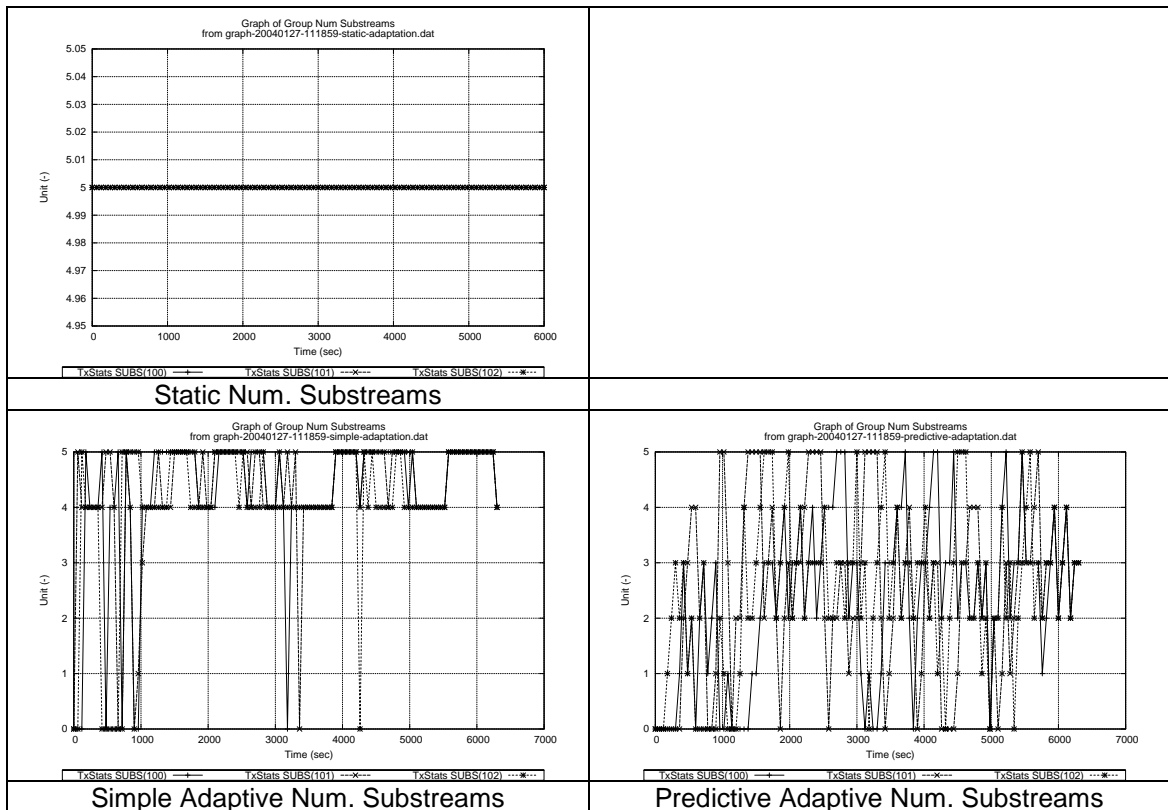 Graph of Group Num Substreams
from graph-20040127-111859-static-adaptation.dat
5.05
5.04
5.03
5.02
5.01
5
4.99
4.98
4.97
4.96
4.95
Unit (-)
0 1000 2000 3000 4000 5000 6000
Time (sec)
TxStats SUBS(100) TxStats SUBS(101) TxStats SUBS(102)
Static Num. Substreams
Graph of Group Num Substreams
from graph-20040127-111859-simple-adaptation.dat
5
4
3
2
1
0
Unit (-)
0 1000 2000 3000 4000 5000 6000 7000
Time (sec)
TxStats SUBS(100) TxStats SUBS(101) TxStats SUBS(102)
Simple Adaptive Num. Substreams
Graph of Group Num Substreams
from graph-20040127-111859-predictive-adaptation.dat
5
4
3
2
1
0
Unit (-)
0 1000 2000 3000 4000 5000 6000 7000
Time (sec)
TxStats SUBS(100) TxStats SUBS(101) TxStats SUBS(102)
Predictive Adaptive Num. Substreams